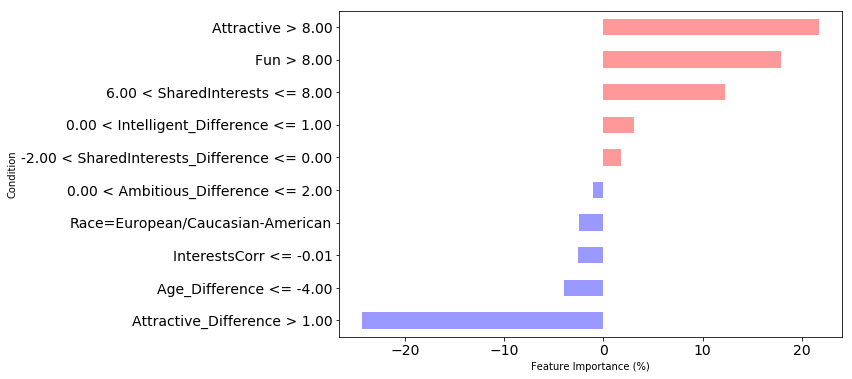 Attractive > 8.00
Fun > 8.00
6.00 < SharedInterests <= 8.00
0.00 < Intelligent_Difference <= 1.00
-2.00 < SharedInterests_Difference <= 0.00
0.00 < Ambitious_Difference <= 2.00
Race=European/Caucasian-American
InterestsCorr <= -0.01
Age_Difference <= -4.00
Attractive_Difference > 1.00
Condition
−20 −10 0 10 20
Feature Importance (%)